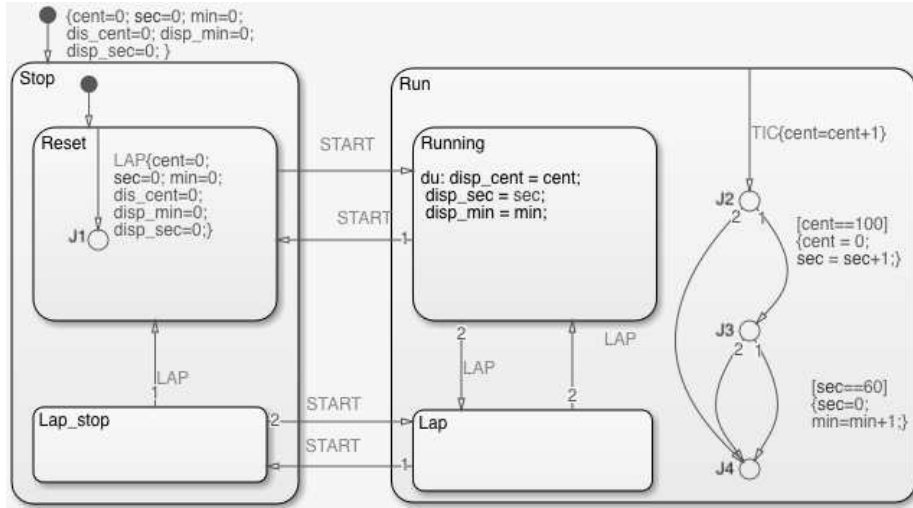 {cent=0; sec=0; min=0;
dis_cent=0; disp_min=0;
disp_sec=0; }
Stop
Reset
LAP{cent=0;
sec=0; min=0;
dis_cent=0;
disp_min=0;
disp_sec=0;}
J1
START
START
1
LAP
1
Lap_stop
2
START
START
1
Run
Running
du: disp_cent = cent;
disp_sec = sec;
disp_min = min;
2
LAP
LAP
2
Lap
TIC{cent=cent+1}
J2
2
1
[cent==100]
{cent = 0;
sec = sec+1;}
J3
2
1
[sec==60]
{sec=0;
min=min+1;}
J4